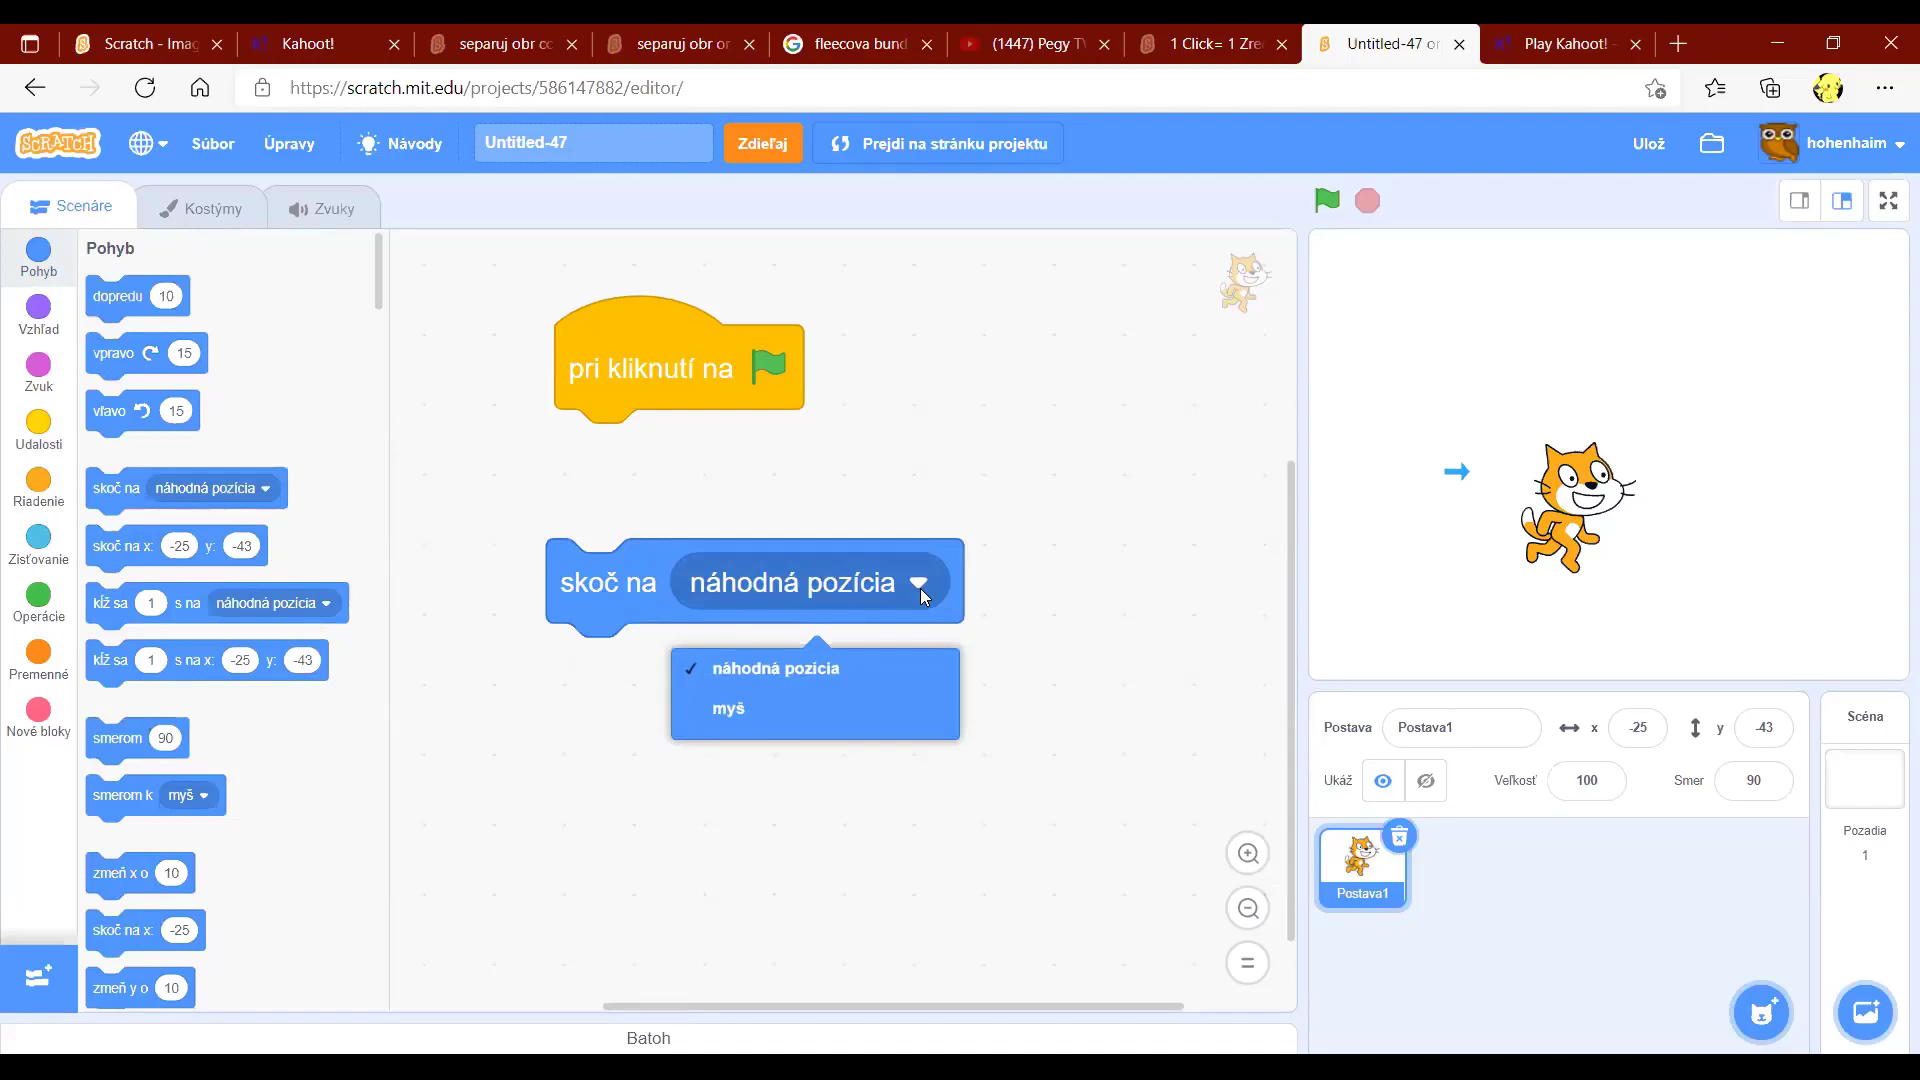 Scratch - Imag
Kahoot!
separuj obr co
separuj obr or
fleecova bund
(1447) Pegy T
1 Click= 1 Zre
Untitled-47 or
Play Kahoot! -
https://scratch.mit.edu/projects/586147882/editor/
SCRATCH
Súbor
Úpravy
Návody
Untitled-47
Zdieľaj
Prejdi na stránku projektu
Ulož
hohenhaim
Scenáre
Kostýmy
Zvuky
Pohyb
Vzhľad
Zvuk
Udalosti
Riadenie
Zisťovanie
Operácie
Premenné
Nové bloky
Pohyb
dopredu 10
vpravo 15
vľavo 15
skoč na náhodná pozícia
skoč na x: -25 y: -43
kĺž sa 1 s na náhodná pozícia
kĺž sa 1 s na x: -25 y: -43
smerom 90
smerom k myš
zmeň x o 10
skoč na x: -25
zmeň y o 10
pri kliknutí na
skoč na náhodná pozícia
✓ náhodná pozícia
myš
Postava Postava1 x -25 y -43
Ukáž Veľkosť 100 Smer 90
Postava1
Scéna
Pozadia
1
Batoh